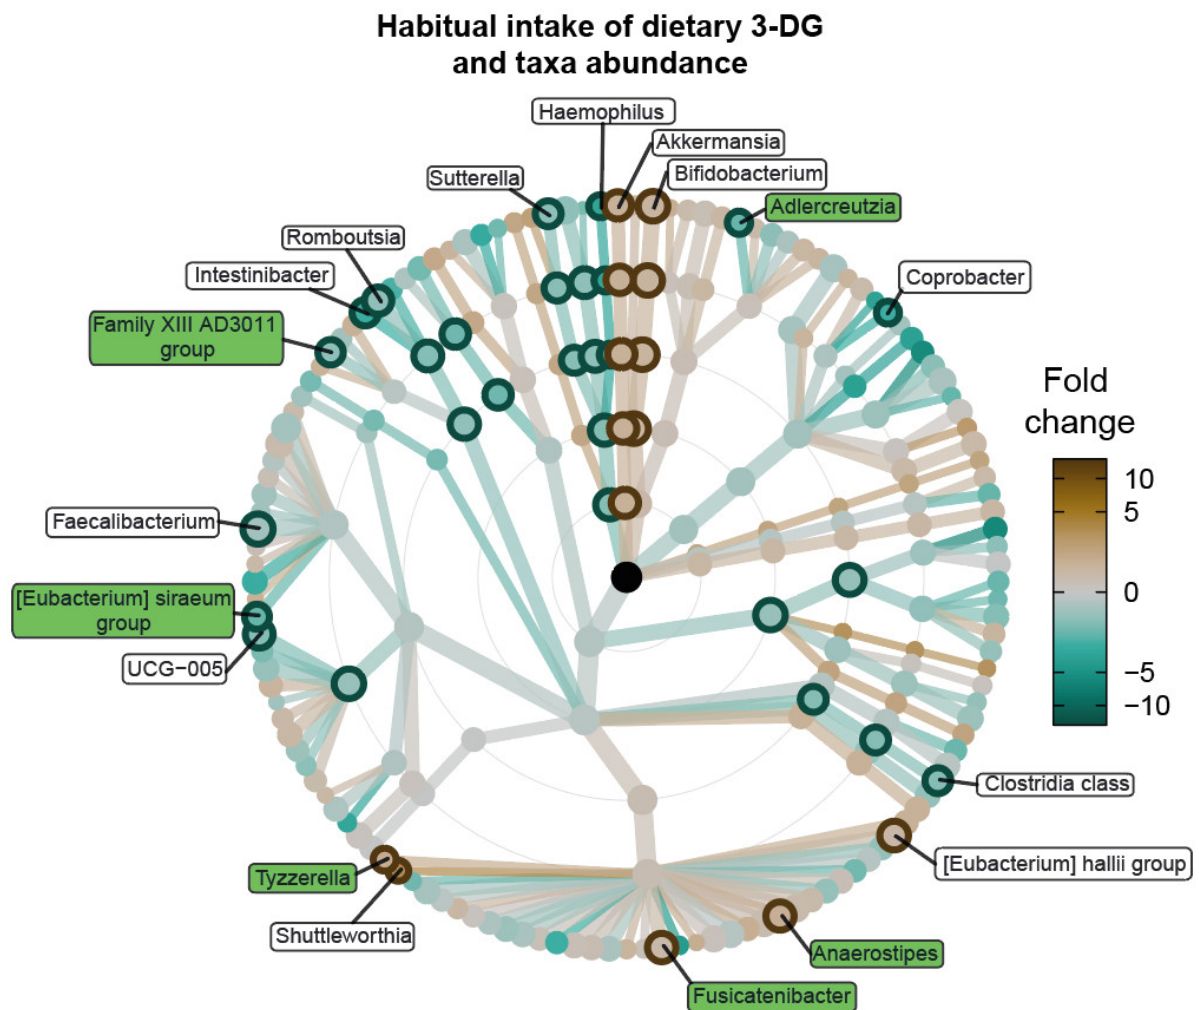 Habitual intake of dietary 3-DG
and taxa abundance
Haemophilus
Akkermansia
Bifidobacterium
Sutterella
Adlercreutzia
Romboutsia
Intestinibacter
Coprobacter
Family XIII AD3011
group
Fold
change
10
5
0
−5
−10
Faecalibacterium
[Eubacterium] siraeum
group
UCG−005
Clostridia class
[Eubacterium] hallii group
Tyzzerella
Shuttleworthia
Anaerostipes
Fusicatenibacter